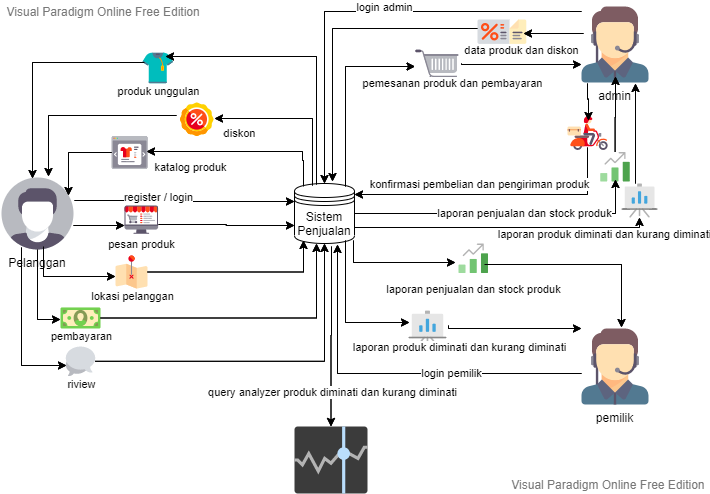 Visual Paradigm Online Free Edition
login admin
data produk dan diskon
pemesanan produk dan pembayaran
admin
produk unggulan
diskon
katalog produk
konfirmasi pembelian dan pengiriman produk
register / login
Sistem
Penjualan
laporan penjualan dan stock produk
laporan produk diminati dan kurang diminati
pesan produk
Pelanggan
lokasi pelanggan
laporan penjualan dan stock produk
pembayaran
laporan produk diminati dan kurang diminati
login pemilik
riview
query analyzer produk diminati dan kurang diminati
pemilik
Visual Paradigm Online Free Edition